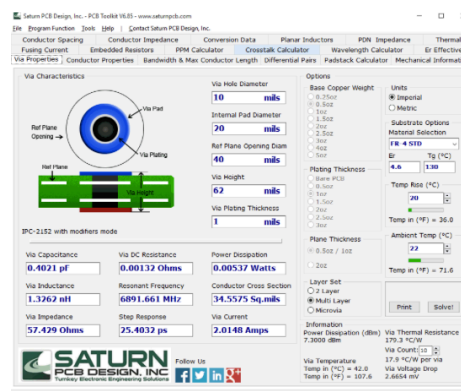 Saturn PCB Design, Inc. - PCB Toolkit V6.85 - www.saturnpcb.com
File Program Function Tools Help | Contact Saturn PCB Design, Inc.
Conductor Spacing Conductor Impedance Conversion Data Planar Inductors PDN Impedance Thermal
Fusing Current Embedded Resistors PPM Calculator Crosstalk Calculator Wavelength Calculator Er Effective
Via Properties Conductor Properties Bandwidth & Max Conductor Length Differential Pairs Padstack Calculator Mechanical Informat
Via Characteristics
Via Pad
Ref Plane
Opening
Via Plating
Ref Plane
Via Height
IPC-2152 with modifiers mode
Via Hole Diameter
10 mils
Internal Pad Diameter
20 mils
Ref Plane Opening Diam
40 mils
Via Height
62 mils
Via Plating Thickness
1 mils
Via Capacitance Via DC Resistance Power Dissipation
0.4021 pF 0.00132 Ohms 0.00537 Watts
Via Inductance Resonant Frequency Conductor Cross Section
1.3262 nH 6891.661 MHz 34.5575 Sq.mils
Via Impedance Step Response Via Current
57.429 Ohms 25.4032 ps 2.0148 Amps
SATURN
PCB DESIGN, INC
Turnkey Electronic Engineering Solutions
Follow Us
f in g+
Options
Base Copper Weight
0.25oz
0.5oz
1oz
1.5oz
2oz
2.5oz
3oz
4oz
5oz
Plating Thickness
Bare PCB
0.5oz
1oz
1.5oz
2oz
2.5oz
3oz
Plane Thickness
0.5oz / 1oz
2oz
Layer Set
2 Layer
Multi Layer
Microvia
Units
Imperial
Metric
Substrate Options
Material Selection
FR-4 STD
Er Tg (°C)
4.6 130
Temp Rise (°C)
20
Temp in (°F) = 36.0
Ambient Temp (°C)
22
Temp in (°F) = 71.6
Print Solve!
Information
Power Dissipation (dBm)
7.3000 dBm
Via Temperature
Temp in (°C) = 42.0
Temp in (°F) = 107.6
Via Thermal Resistance
179.3 °C/W
Via Count: 10
17.9 °C/W per via
Via Voltage Drop
2.6654 mV